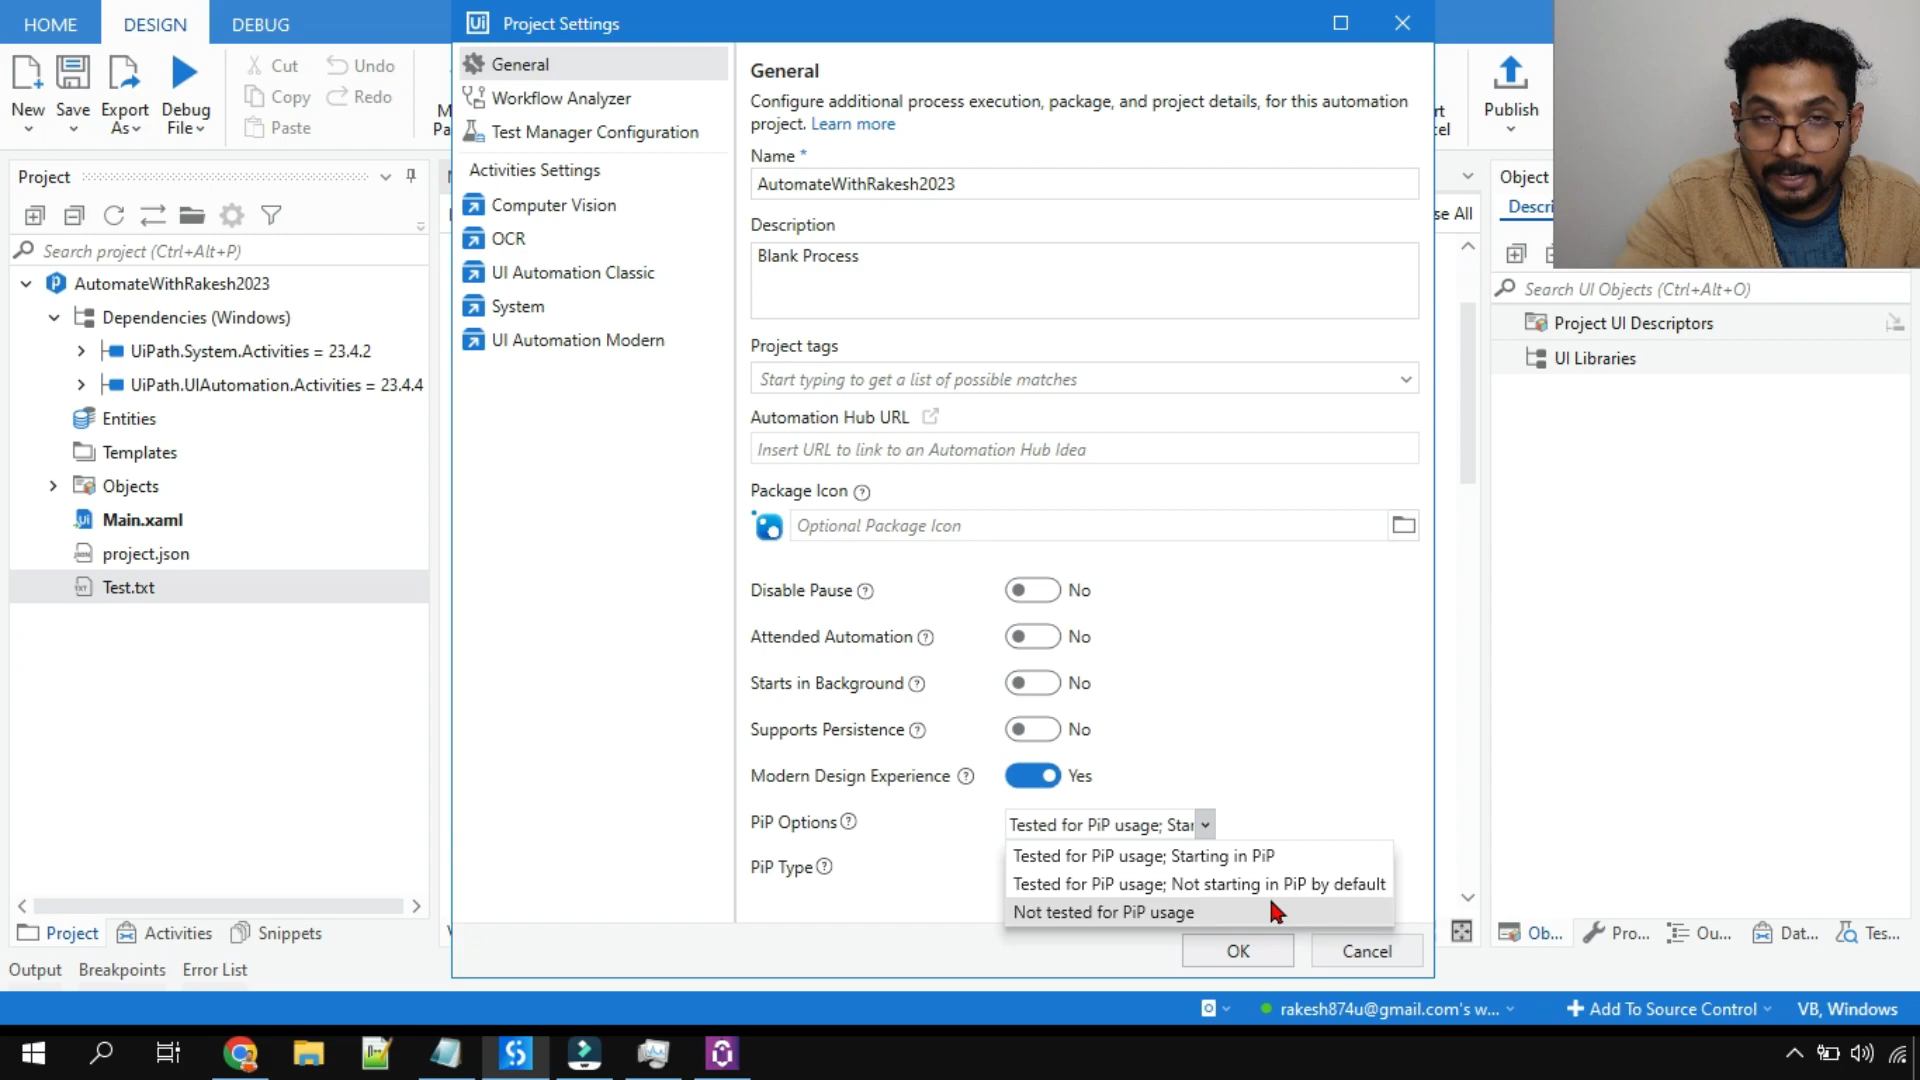 HOME
DESIGN
DEBUG
Ui
Project Settings
New
Save
Export
As
Debug
File
Cut
Copy
Paste
Undo
Redo
Publish
Project
Search project (Ctrl+Alt+P)
AutomateWithRakesh2023
Dependencies (Windows)
UiPath.System.Activities = 23.4.2
UiPath.UIAutomation.Activities = 23.4.4
Entities
Templates
Objects
Main.xaml
project.json
Test.txt
Project
Activities
Snippets
Output
Breakpoints
Error List
General
Workflow Analyzer
Test Manager Configuration
Activities Settings
Computer Vision
OCR
UI Automation Classic
System
UI Automation Modern
General
Configure additional process execution, package, and project details, for this automation
project. Learn more
Name *
AutomateWithRakesh2023
Description
Blank Process
Project tags
Start typing to get a list of possible matches
Automation Hub URL
Insert URL to link to an Automation Hub Idea
Package Icon
Optional Package Icon
Disable Pause
No
Attended Automation
No
Starts in Background
No
Supports Persistence
No
Modern Design Experience
Yes
PiP Options
Tested for PiP usage; Star
Tested for PiP usage; Starting in PiP
Tested for PiP usage; Not starting in PiP by default
Not tested for PiP usage
PiP Type
OK
Cancel
Object
Descri
se All
Search UI Objects (Ctrl+Alt+O)
Project UI Descriptors
UI Libraries
Ob...
Pro...
Ou...
Dat...
Tes...
rakesh874u@gmail.com's w...
Add To Source Control
VB, Windows